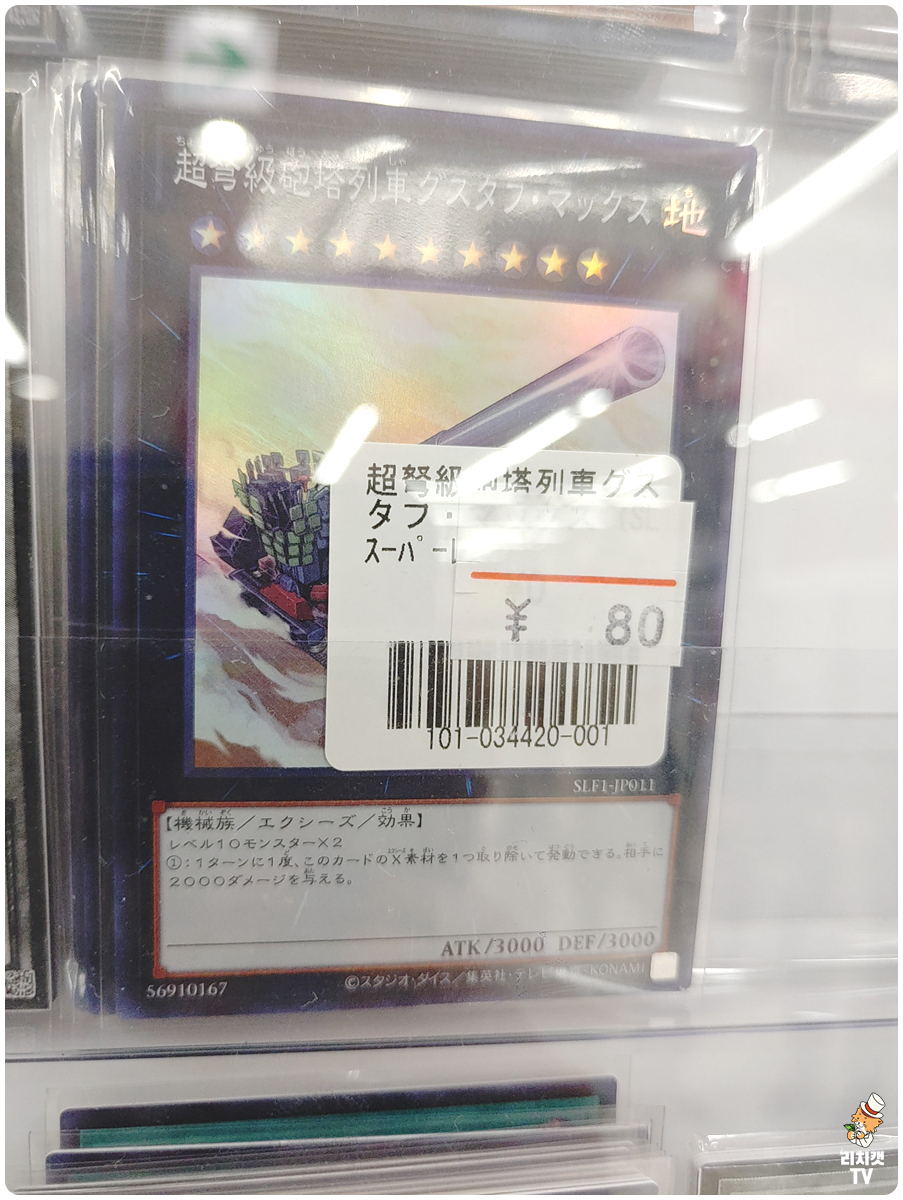 超弩級砲塔列車グスタフ・マックス 地
超弩級砲塔列車グス
タフ・
スーパーレ
¥ 80
101-034420-001
SLF1-JP011
【機械族／エクシーズ／効果】
レベル10モンスター×2
①：1ターンに1度、このカードのX素材を1つ取り除いて発動できる。相手に
2000ダメージを与える。
ATK/3000 DEF/3000
56910167
©スタジオ・ダイス／集英社・テレビ東京・KONAMI
리치캣
TV